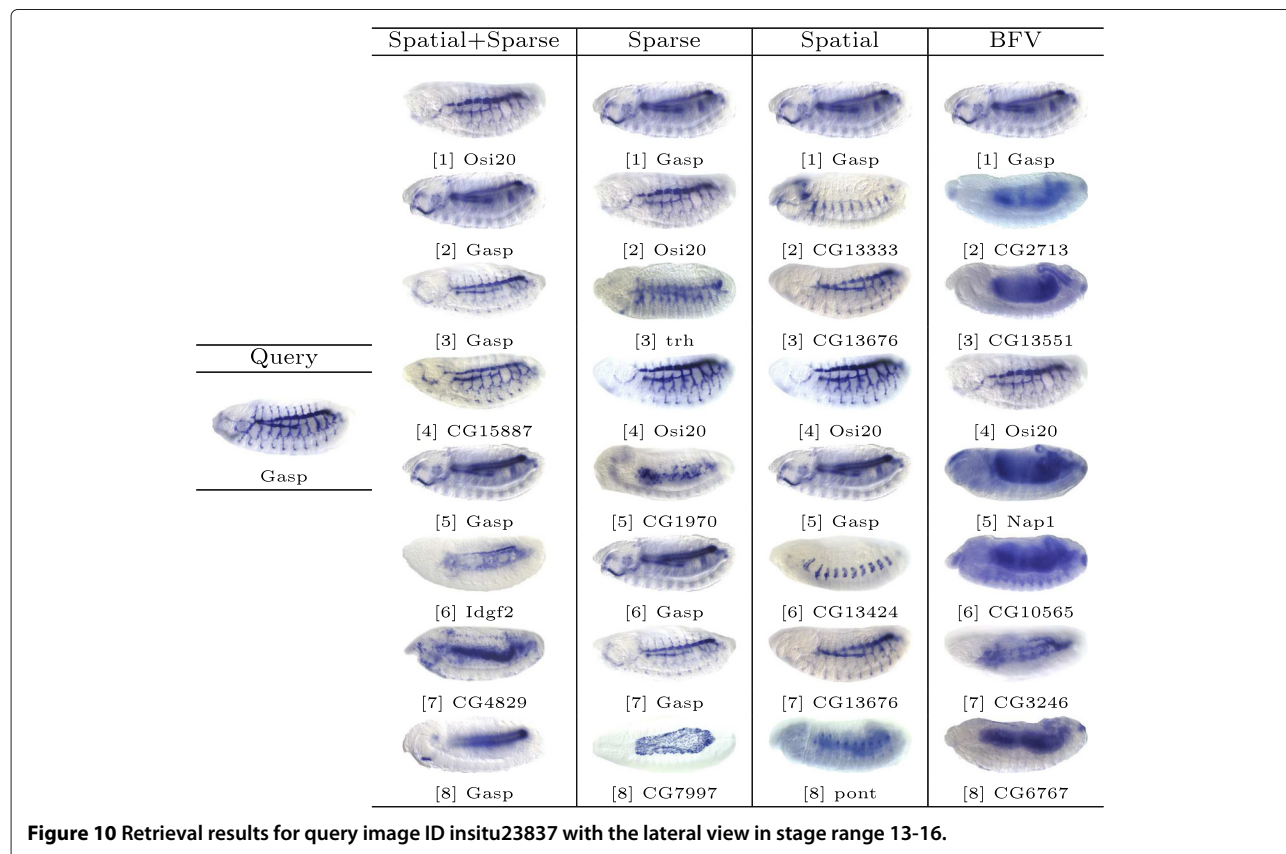 Spatial+Sparse Sparse Spatial BFV
[1] Osi20 [1] Gasp [1] Gasp [1] Gasp
[2] Gasp [2] Osi20 [2] CG13333 [2] CG2713
[3] Gasp [3] trh [3] CG13676 [3] CG13551
Query
[4] CG15887 [4] Osi20 [4] Osi20 [4] Osi20
Gasp
[5] Gasp [5] CG1970 [5] Gasp [5] Nap1
[6] Idgf2 [6] Gasp [6] CG13424 [6] CG10565
[7] CG4829 [7] Gasp [7] CG13676 [7] CG3246
[8] Gasp [8] CG7997 [8] pont [8] CG6767
Figure 10 Retrieval results for query image ID insitu23837 with the lateral view in stage range 13-16.